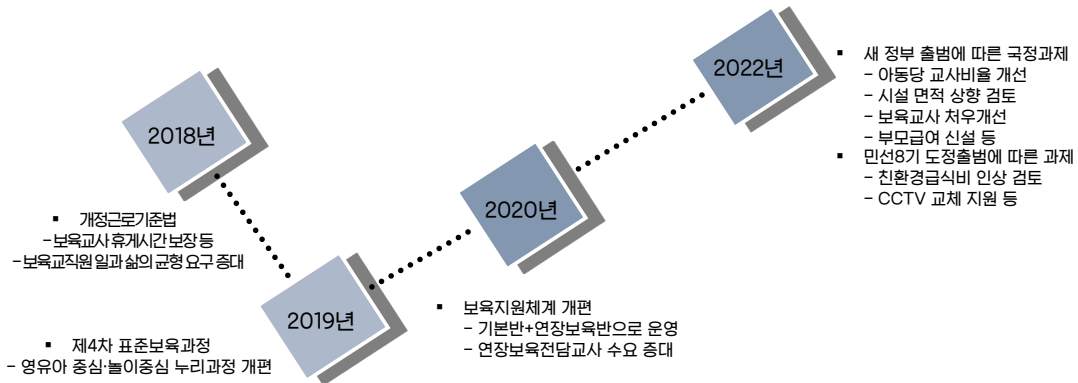 2018년
▪ 개정근로기준법
–보육교사 휴게시간 보장 등
–보육교직원 일과 삶의 균형 요구 증대
2019년
▪ 제4차 표준보육과정
– 영유아 중심·놀이중심 누리과정 개편
2020년
▪ 보육지원체계 개편
– 기본반+연장보육반으로 운영
– 연장보육전담교사 수요 증대
2022년
▪ 새 정부 출범에 따른 국정과제
– 아동당 교사비율 개선
– 시설 면적 상향 검토
– 보육교사 처우개선
– 부모급여 신설 등
▪ 민선8기 도정출범에 따른 과제
– 친환경급식비 인상 검토
– CCTV 교체 지원 등